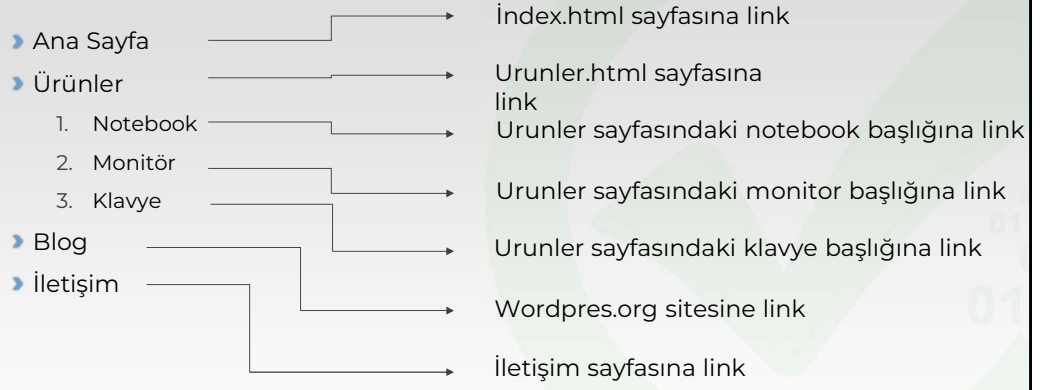 Ana Sayfa
Ürünler
1. Notebook
2. Monitör
3. Klavye
Blog
İletişim
İndex.html sayfasına link
Urunler.html sayfasına
link
Urunler sayfasındaki notebook başlığına link
Urunler sayfasındaki monitor başlığına link
Urunler sayfasındaki klavye başlığına link
Wordpres.org sitesine link
İletişim sayfasına link
01
01